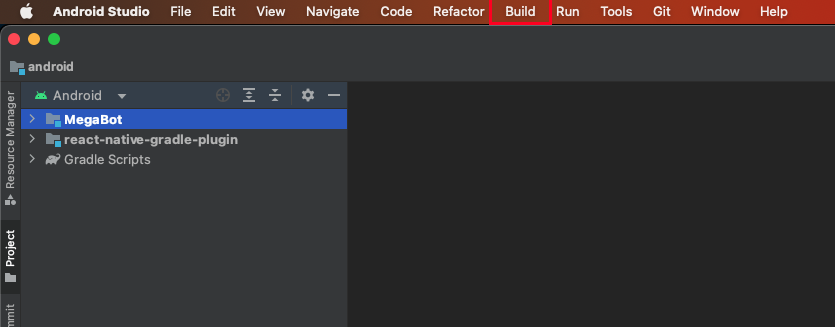 Android Studio File Edit View Navigate Code Refactor Build Run Tools Git Window Help
android
Android
MegaBot
react-native-gradle-plugin
Gradle Scripts
Resource Manager
Project
mmit